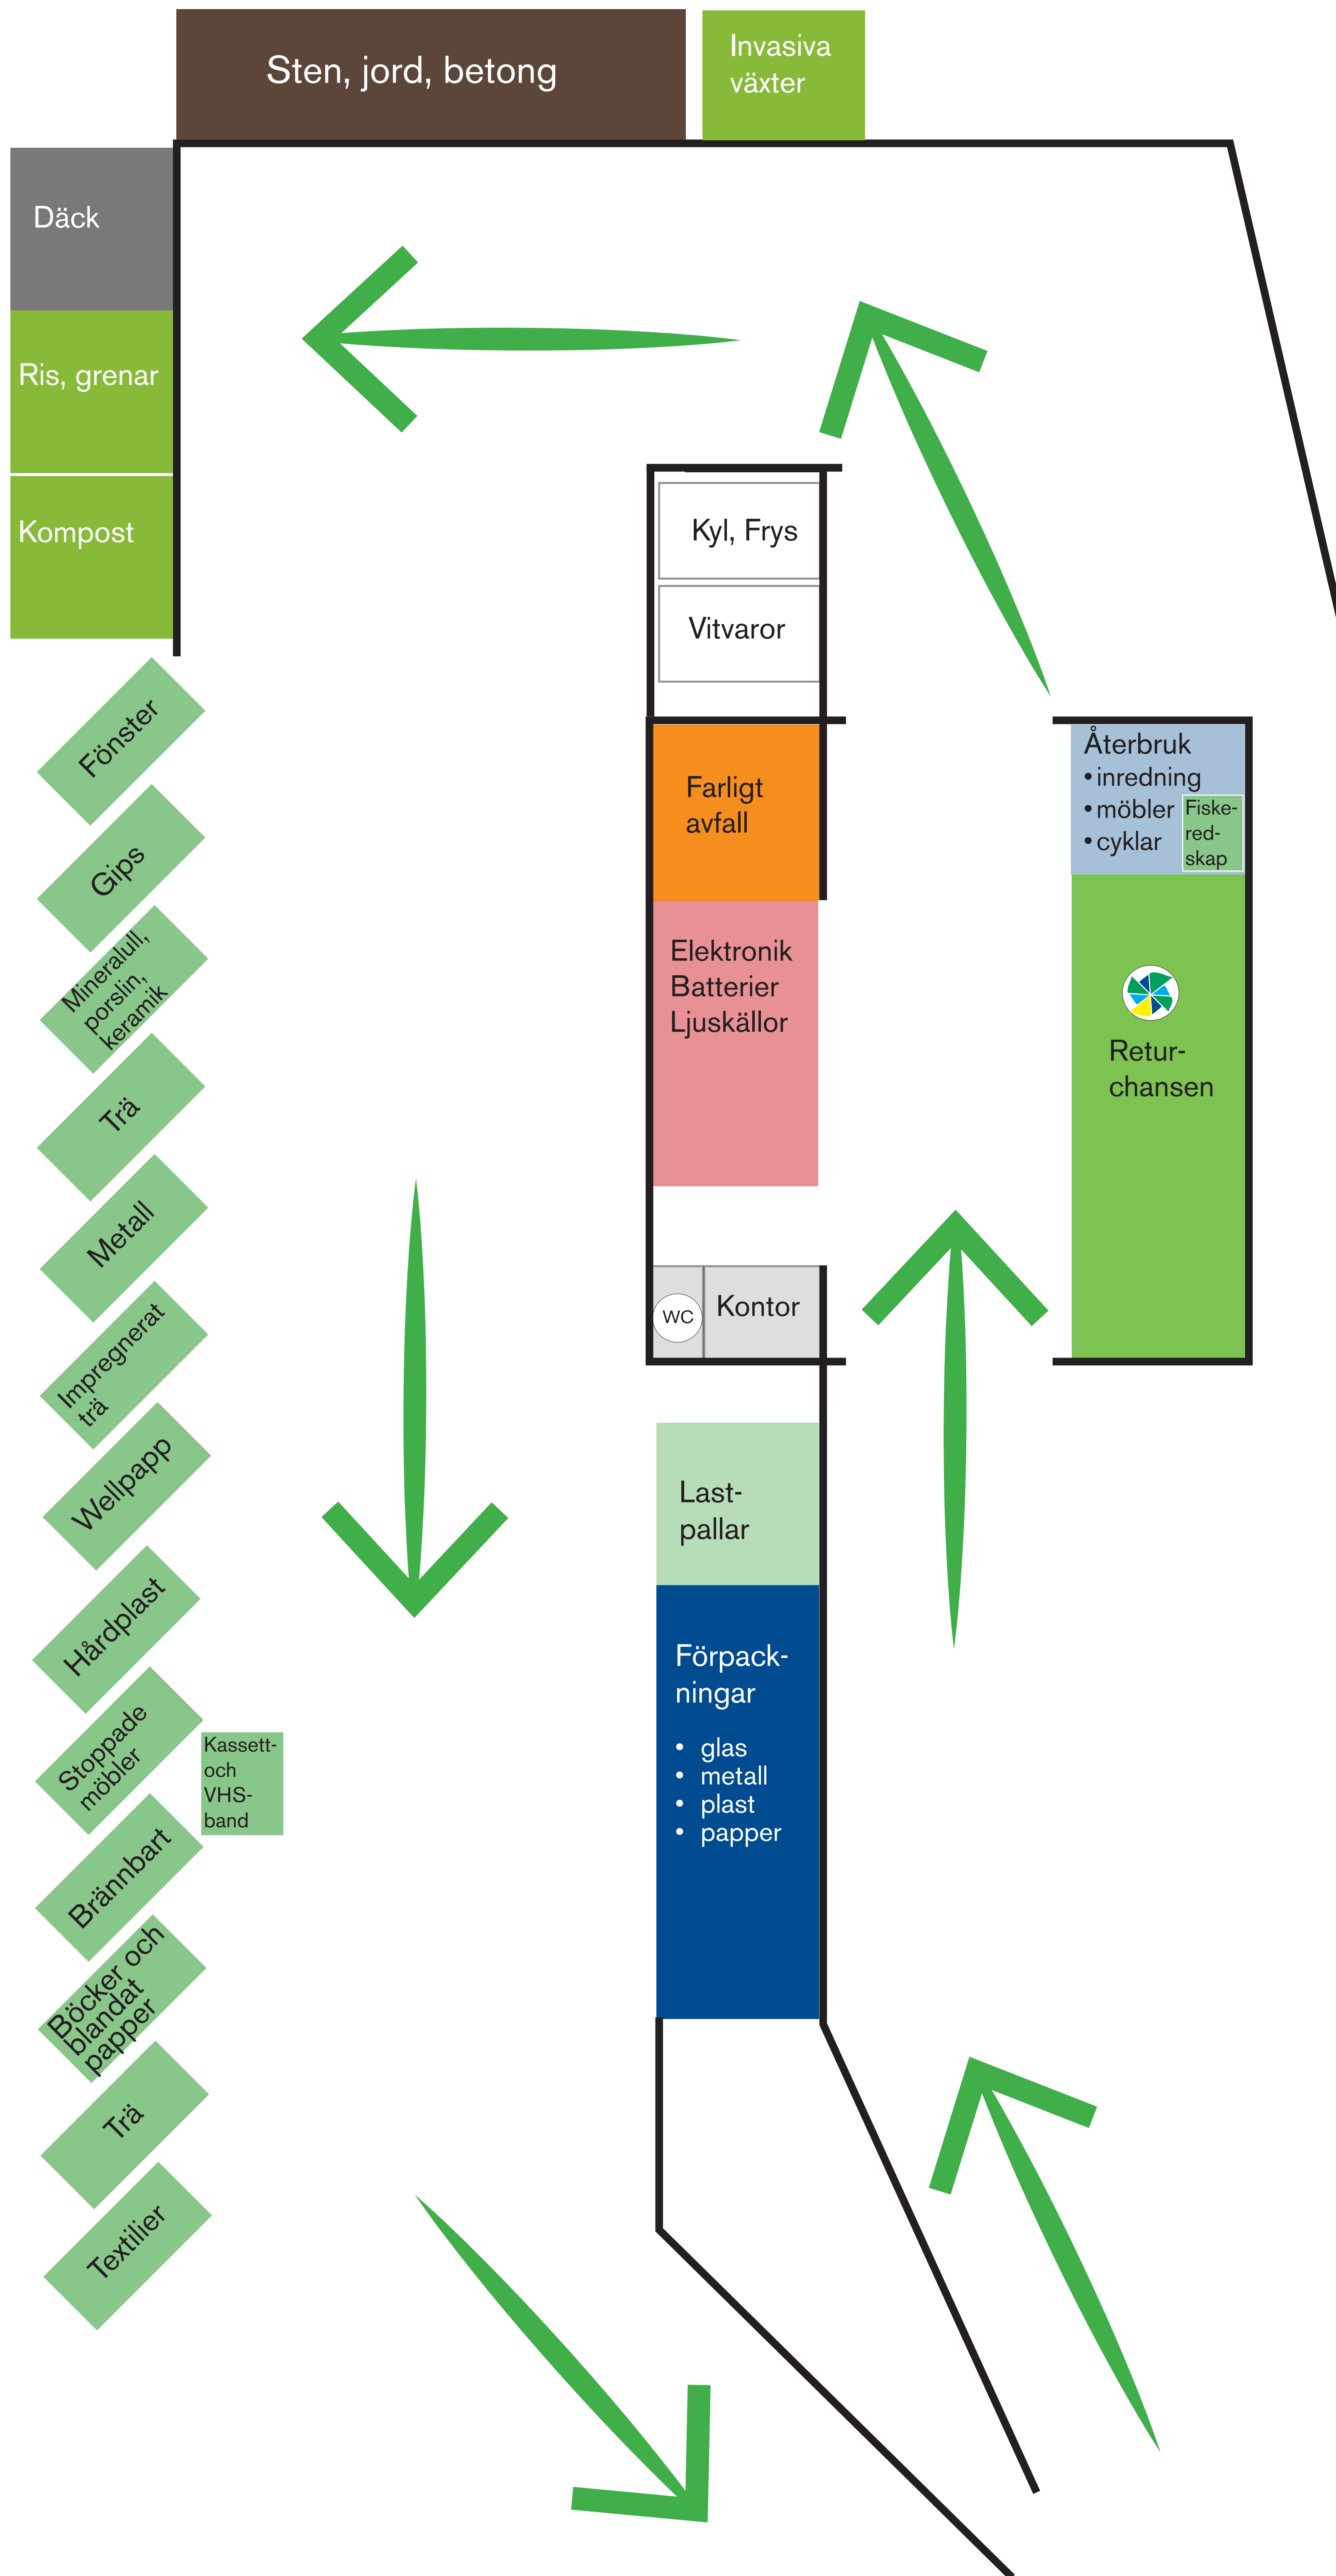 Sten, jord, betong
Invasiva
växter
Däck
Ris, grenar
Kompost
Kyl, Frys
Vitvaror
Farligt
avfall
Elektronik
Batterier
Ljuskällor
WC
Kontor
Last-
pallar
Förpack-
ningar
• glas
• metall
• plast
• papper
Återbruk
• inredning
• möbler
• cyklar
Fiske-
red-
skap
Retur-
chansen
Fönster
Gips
Mineralull,
porslin,
keramik
Trä
Metall
Impregnerat
trä
Wellpapp
Hårdplast
Stoppade
möbler
Kassett-
och
VHS-
band
Brännbart
Böcker och
blandat
papper
Trä
Textilier